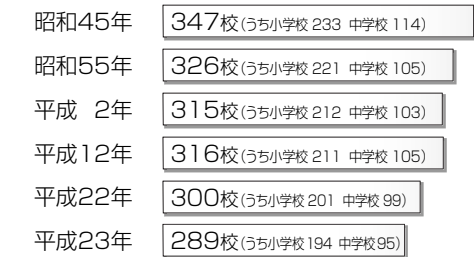 昭和45年 347校(うち小学校 233 中学校 114)
昭和55年 326校(うち小学校 221 中学校 105)
平成 2年 315校(うち小学校 212 中学校 103)
平成12年 316校(うち小学校 211 中学校 105)
平成22年 300校(うち小学校 201 中学校 99)
平成23年 289校(うち小学校 194 中学校 95)